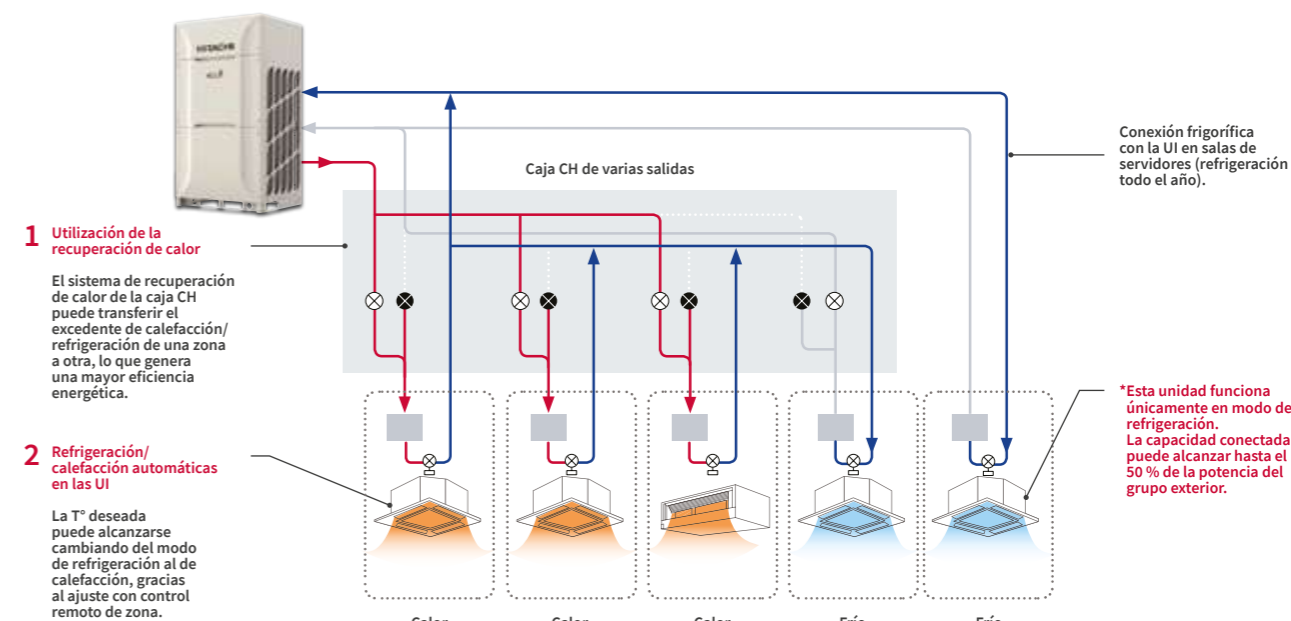 HITACHI
Caja CH de varias salidas
Conexión frigorífica
con la UI en salas de
servidores (refrigeración
todo el año).
1 Utilización de la
recuperación de calor
El sistema de recuperación
de calor de la caja CH
puede transferir el
excedente de calefacción/
refrigeración de una zona
a otra, lo que genera
una mayor eficiencia
energética.
*Esta unidad funciona
únicamente en modo de
refrigeración.
La capacidad conectada
puede alcanzar hasta el
50 % de la potencia del
grupo exterior.
2 Refrigeración/
calefacción automáticas
en las UI
La T° deseada
puede alcanzarse
cambiando del modo
de refrigeración al de
calefacción, gracias
al ajuste con control
remoto de zona.
Calor
Calor
Calor
Frío
Frío